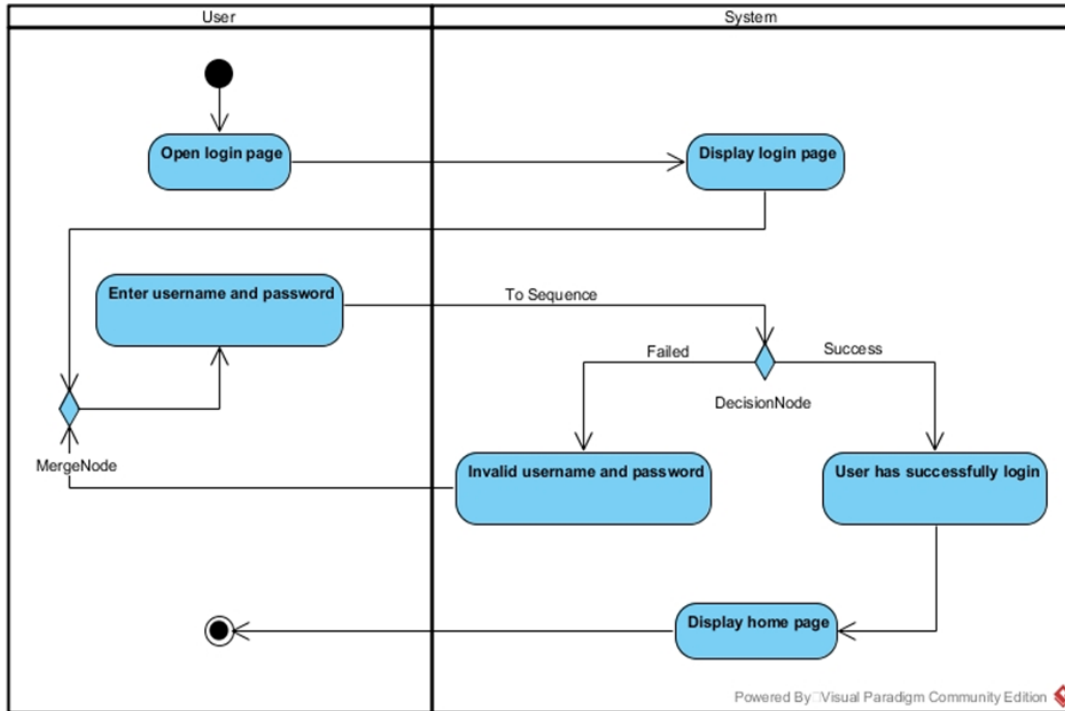 User
System
Open login page
Display login page
Enter username and password
To Sequence
Failed
Success
DecisionNode
MergeNode
Invalid username and password
User has successfully login
Display home page
Powered By Visual Paradigm Community Edition